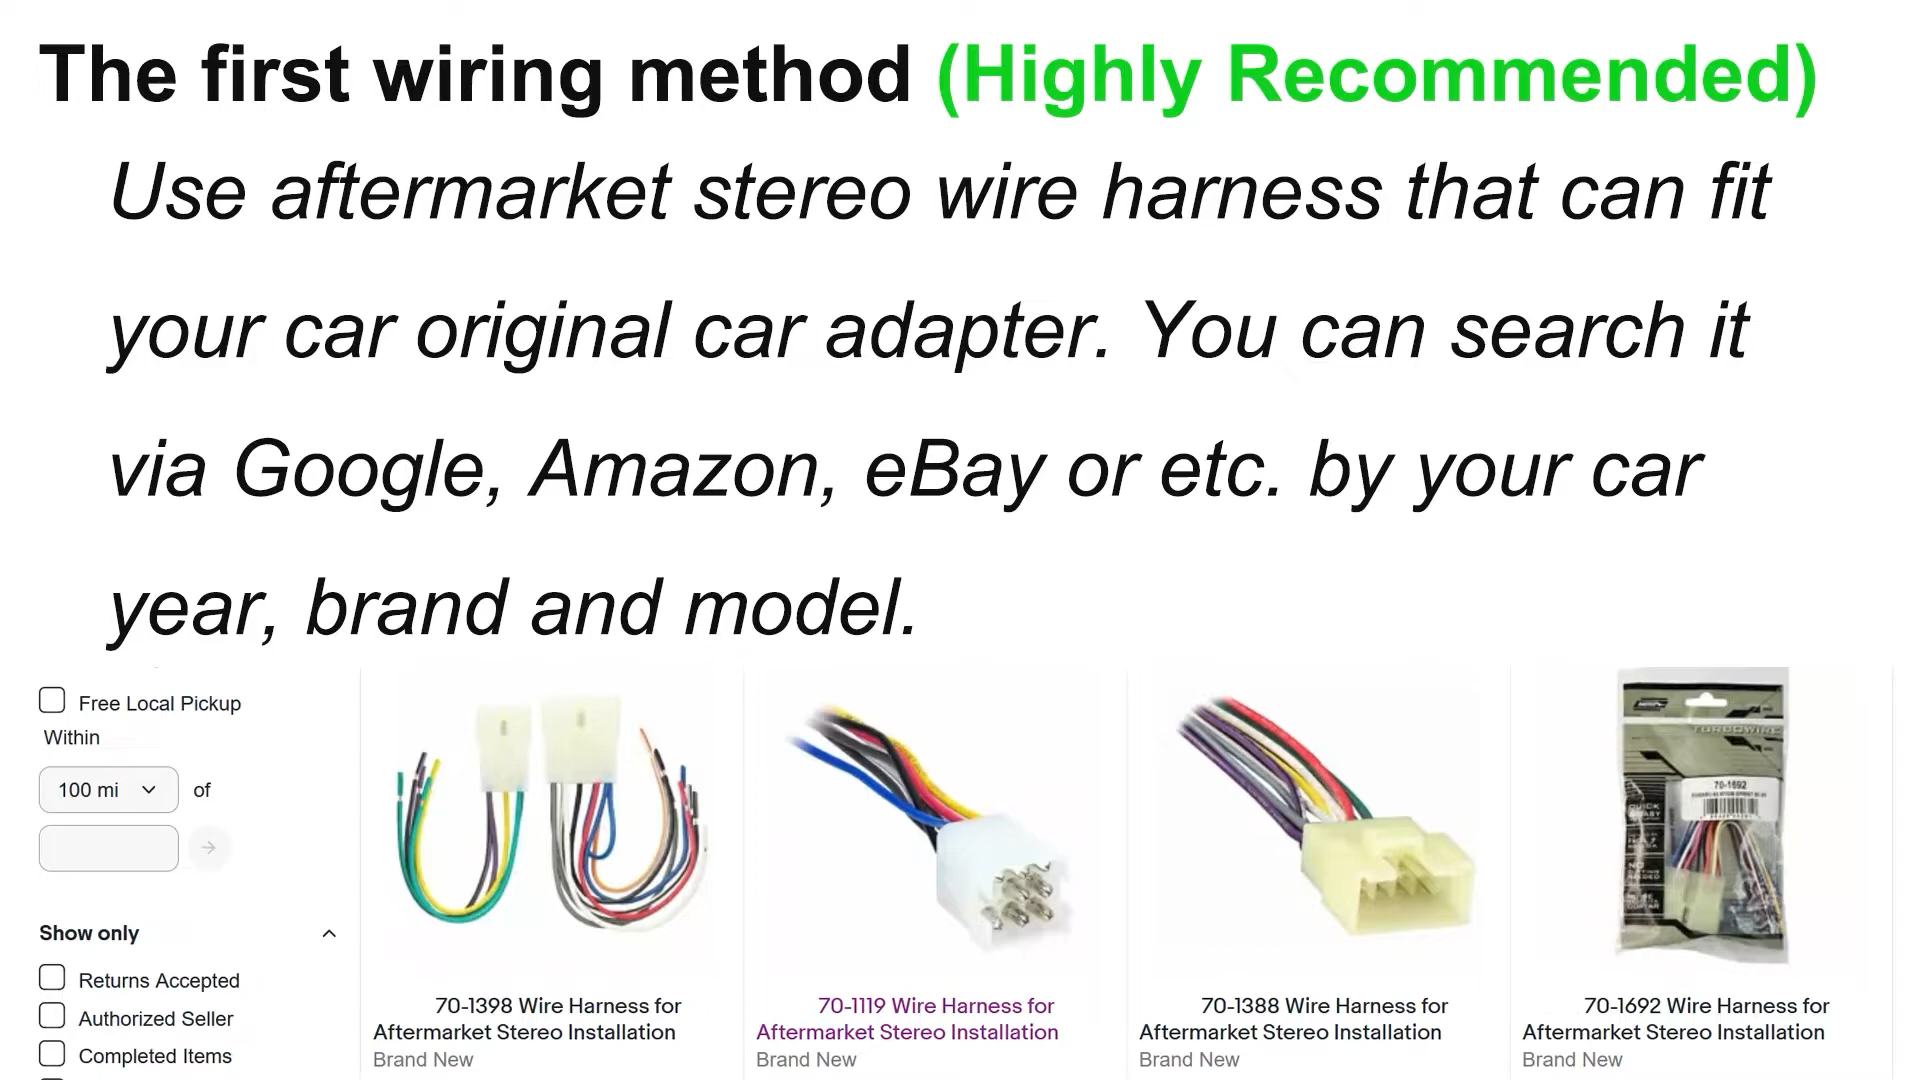 The first wiring method (Highly Recommended)
Use aftermarket stereo wire harness that can fit
your car original car adapter. You can search it
via Google, Amazon, eBay or etc. by your car
year, brand and model.
Free Local Pickup
Within
100 mi
of
Show only
Returns Accepted
Authorized Seller
Completed Items
70-1398 Wire Harness for
Aftermarket Stereo Installation
Brand New
70-1119 Wire Harness for
Aftermarket Stereo Installation
Brand New
70-1388 Wire Harness for
Aftermarket Stereo Installation
Brand New
TURBOWIRE
70-1692
70-1692 Wire Harness for
Aftermarket Stereo Installation
Brand New